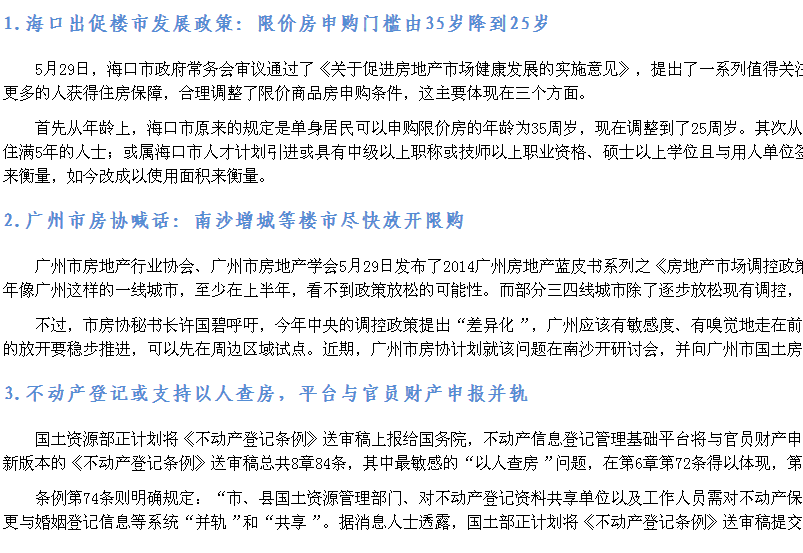 1.海口出促楼市发展政策：限价房申购门槛由35岁降到25岁
5月29日，海口市政府常务会审议通过了《关于促进房地产市场健康发展的实施意见》，提出了一系列值得关注
更多的人获得住房保障，合理调整了限价商品房申购条件，这主要体现在三个方面。
首先从年龄上，海口市原来的规定是单身居民可以申购限价房的年龄为35周岁，现在调整到了25周岁。其次从
住满5年的人士；或属海口市人才计划引进或具有中级以上职称或技师以上职业资格、硕士以上学位且与用人单位签
来衡量，如今改成以使用面积来衡量。
2.广州市房协喊话：南沙增城等楼市尽快放开限购
广州市房地产行业协会、广州市房地产学会5月29日发布了2014广州房地产蓝皮书系列之《房地产市场调控政策
年像广州这样的一线城市，至少在上半年，看不到政策放松的可能性。而部分三四线城市除了逐步放松现有调控，
不过，市房协秘书长许国碧呼吁，今年中央的调控政策提出“差异化”，广州应该有敏感度、有嗅觉地走在前
的放开要稳步推进，可以先在周边区域试点。近期，广州市房协计划就该问题在南沙开研讨会，并向广州市国土房
3.不动产登记或支持以人查房，平台与官员财产申报并轨
国土资源部正计划将《不动产登记条例》送审稿上报给国务院，不动产信息登记管理基础平台将与官员财产申
新版本的《不动产登记条例》送审稿总共8章84条，其中最敏感的“以人查房”问题，在第6章第72条得以体现，第
条例第74条则明确规定：“市、县国土资源管理部门、对不动产登记资料共享单位以及工作人员需对不动产保
更与婚姻登记信息等系统“并轨”和“共享”。据消息人士透露，国土部正计划将《不动产登记条例》送审稿提交